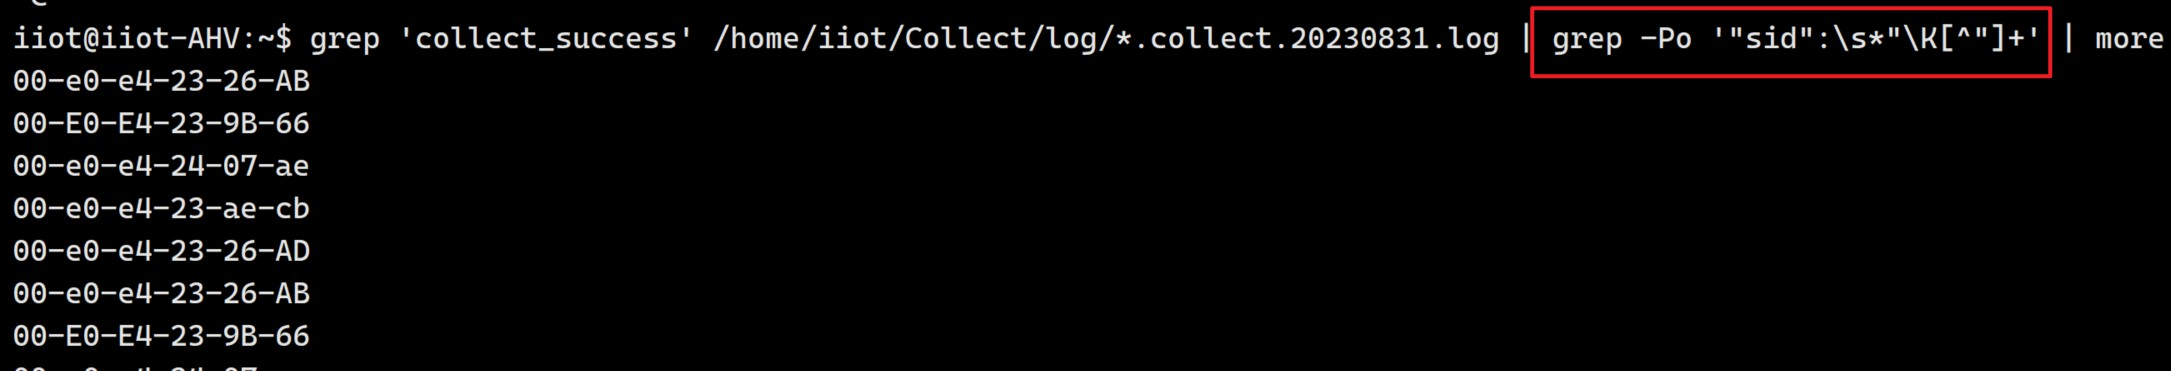 iiot@iiot-AHV:~$ grep 'collect_success' /home/iiot/Collect/log/*.collect.20230831.log | grep -Po '"sid":\s*"\K[^"]+' | more
00-e0-e4-23-26-AB
00-E0-E4-23-9B-66
00-e0-e4-24-07-ae
00-e0-e4-23-ae-cb
00-e0-e4-23-26-AD
00-e0-e4-23-26-AB
00-E0-E4-23-9B-66